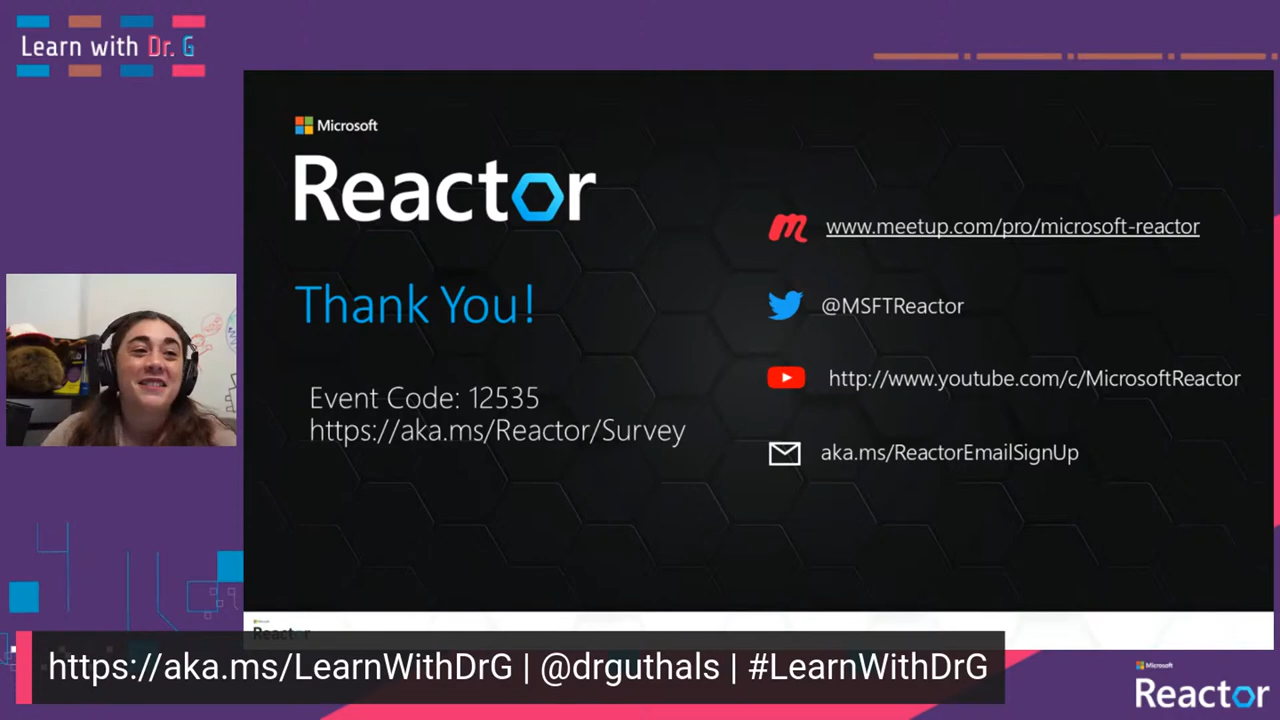 Learn with Dr. G
Microsoft
Reactor
Thank You!
Event Code: 12535
https://aka.ms/Reactor/Survey
www.meetup.com/pro/microsoft-reactor
@MSFTReactor
http://www.youtube.com/c/MicrosoftReactor
aka.ms/ReactorEmailSignUp
Reactor
https://aka.ms/LearnWithDrG | @drguthals | #LearnWithDrG
Microsoft
Reactor